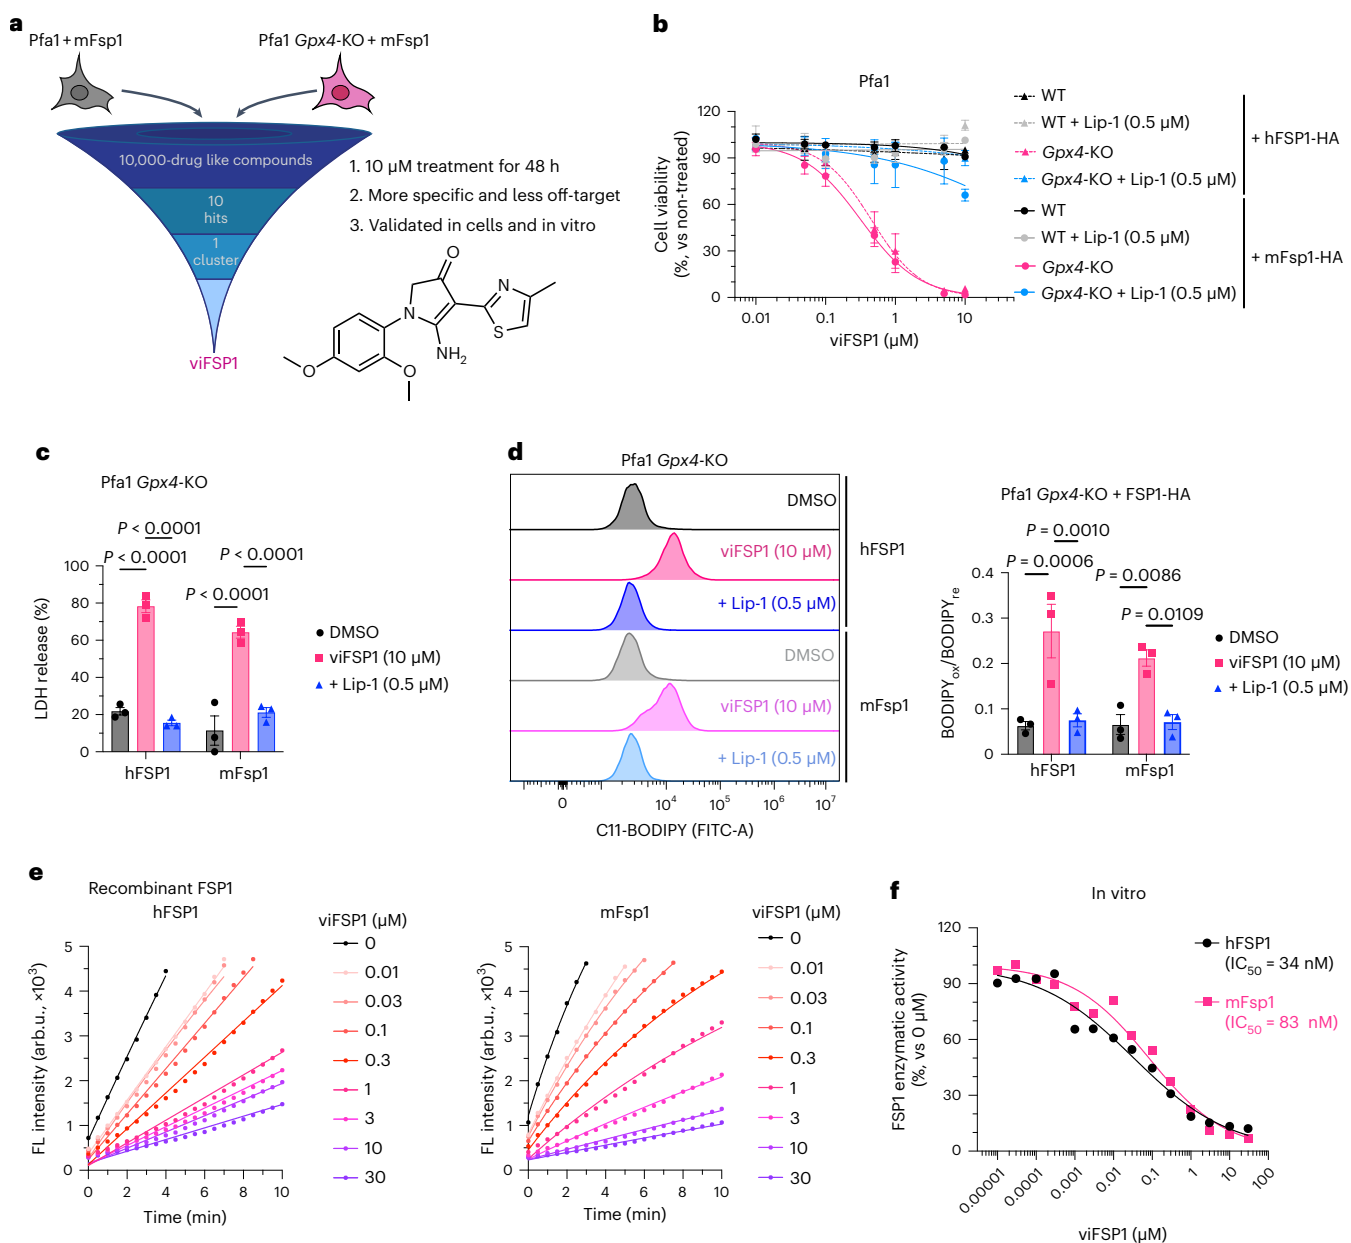 a
Pfa1 + mFsp1
Pfa1 Gpx4-KO + mFsp1
10,000-drug like compounds
10
hits
1
cluster
viFSP1
1. 10 µM treatment for 48 h
2. More specific and less off-target
3. Validated in cells and in vitro
O
N
N
S
NH2
O
O
b
Pfa1
Cell viability
(%, vs non-treated)
120
90
60
30
0
0.01
0.1
1
10
viFSP1 (µM)
WT
WT + Lip-1 (0.5 µM)
Gpx4-KO
Gpx4-KO + Lip-1 (0.5 µM)
+ hFSP1-HA
WT
WT + Lip-1 (0.5 µM)
Gpx4-KO
Gpx4-KO + Lip-1 (0.5 µM)
+ mFsp1-HA
c
Pfa1 Gpx4-KO
P < 0.0001
P < 0.0001
P < 0.0001
P < 0.0001
LDH release (%)
100
80
60
40
20
0
hFSP1
mFsp1
DMSO
viFSP1 (10 µM)
+ Lip-1 (0.5 µM)
d
Pfa1 Gpx4-KO
DMSO
viFSP1 (10 µM)
+ Lip-1 (0.5 µM)
hFSP1
DMSO
viFSP1 (10 µM)
+ Lip-1 (0.5 µM)
mFsp1
0
10^4
10^5
10^6
10^7
C11-BODIPY (FITC-A)
Pfa1 Gpx4-KO + FSP1-HA
P = 0.0010
P = 0.0006
P = 0.0086
P = 0.0109
BODIPYox/BODIPYre
0.4
0.3
0.2
0.1
0
hFSP1
mFsp1
DMSO
viFSP1 (10 µM)
+ Lip-1 (0.5 µM)
e
Recombinant FSP1
hFSP1
FL intensity (arb.u., ×10^3)
5
4
3
2
1
0
0
2
4
6
8
10
Time (min)
viFSP1 (µM)
0
0.01
0.03
0.1
0.3
1
3
10
30
mFsp1
FL intensity (arb.u., ×10^3)
5
4
3
2
1
0
0
2
4
6
8
10
Time (min)
viFSP1 (µM)
0
0.01
0.03
0.1
0.3
1
3
10
30
f
In vitro
FSP1 enzymatic activity
(%, vs 0 µM)
120
90
60
30
0
0.00001
0.0001
0.001
0.01
0.1
1
10
100
viFSP1 (µM)
hFSP1
(IC50 = 34 nM)
mFsp1
(IC50 = 83 nM)